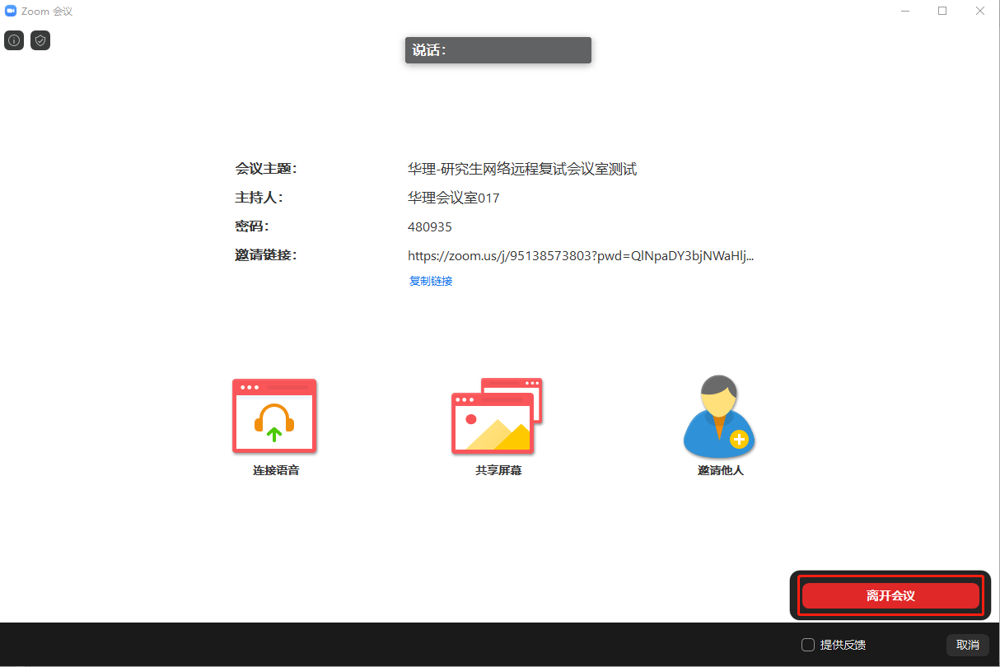 Zoom 会议
说话：
会议主题： 华理-研究生网络远程复试会议室测试
主持人： 华理会议室017
密码： 480935
邀请链接： https://zoom.us/j/95138573803?pwd=QlNpaDY3bjNWaHlj...
复制链接
连接语音 共享屏幕 邀请他人
离开会议
提供反馈 取消